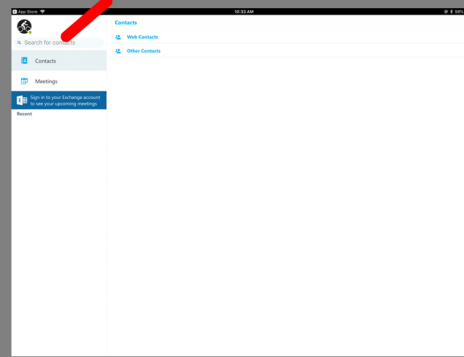 App Store
10:33 AM
98%
Contacts
Search for contacts
Web Contacts
Other Contacts
Contacts
Meetings
Sign in to your Exchange account
to see your upcoming meetings
Recent